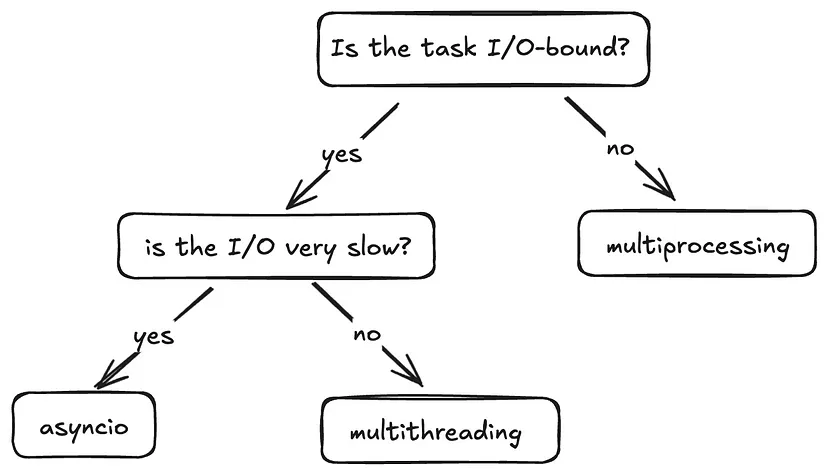 Is the task I/O-bound?
yes
no
is the I/O very slow?
multiprocessing
yes
no
asyncio
multithreading